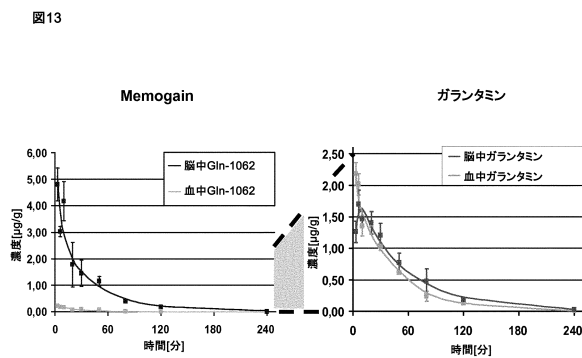 図13
Memogain
ガランタミン
脳中Gln-1062
血中Gln-1062
濃度[μg/g]
6,00
5,00
4,00
3,00
2,00
1,00
0,00
0 60 120 180 240
時間[分]
脳中ガランタミン
血中ガランタミン
濃度[μg/g]
2,50
2,00
1,50
1,00
0,50
0,00
0 60 120 180 240
時間[分]